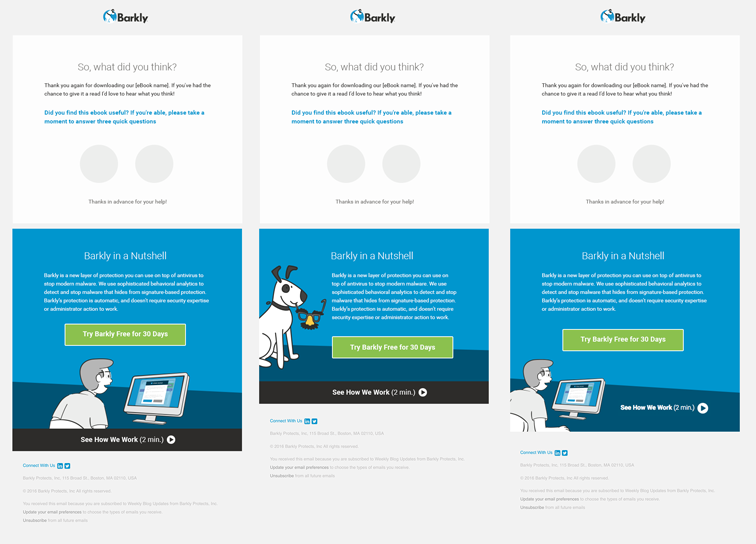 Barkly
So, what did you think?
Thank you again for downloading our [eBook name]. If you've had the
chance to give it a read I'd love to hear what you think!
Did you find this ebook useful? If you're able, please take a
moment to answer three quick questions
Thanks in advance for your help!
Barkly in a Nutshell
Barkly is a new layer of protection you can use on top of antivirus to
stop modern malware. We use sophisticated behavioral analytics to
detect and stop malware that hides from signature-based protection.
Barkly's protection is automatic, and doesn't require security expertise
or administrator action to work.
Try Barkly Free for 30 Days
See How We Work (2 min.)
Connect With Us
Barkly Protects, Inc. 110 Broad St., Boston, MA 02110, USA
© 2016 Barkly Protects, Inc All rights reserved.
You received this email because you are subscribed to Weekly Blog Updates from Barkly Protects, Inc.
Update your email preferences to choose the types of emails you receive.
Unsubscribe from all future emails
Barkly
So, what did you think?
Thank you again for downloading our [eBook name]. If you've had the
chance to give it a read I'd love to hear what you think!
Did you find this ebook useful? If you're able, please take a
moment to answer three quick questions
Thanks in advance for your help!
Barkly in a Nutshell
Barkly is a new layer of protection you can use on
top of antivirus to stop modern malware. We use
sophisticated behavioral analytics to detect and stop
malware that hides from signature-based protection.
Barkly's protection is automatic, and doesn't require
security expertise or administrator action to work.
Try Barkly Free for 30 Days
See How We Work (2 min.)
Connect With Us
Barkly Protects, Inc. 110 Broad St., Boston, MA 02110, USA
© 2016 Barkly Protects, Inc All rights reserved.
You received this email because you are subscribed to Weekly Blog Updates from Barkly Protects, Inc.
Update your email preferences to choose the types of emails you receive.
Unsubscribe from all future emails
Barkly
So, what did you think?
Thank you again for downloading our [eBook name]. If you've had the
chance to give it a read I'd love to hear what you think!
Did you find this ebook useful? If you're able, please take a
moment to answer three quick questions
Thanks in advance for your help!
Barkly in a Nutshell
Barkly is a new layer of protection you can use on top of antivirus to
stop modern malware. We use sophisticated behavioral analytics to
detect and stop malware that hides from signature-based protection.
Barkly's protection is automatic, and doesn't require security expertise
or administrator action to work.
Try Barkly Free for 30 Days
See How We Work (2 min.)
Connect With Us
Barkly Protects, Inc. 110 Broad St., Boston, MA 02110, USA
© 2016 Barkly Protects, Inc All rights reserved.
You received this email because you are subscribed to Weekly Blog Updates from Barkly Protects, Inc.
Update your email preferences to choose the types of emails you receive.
Unsubscribe from all future emails